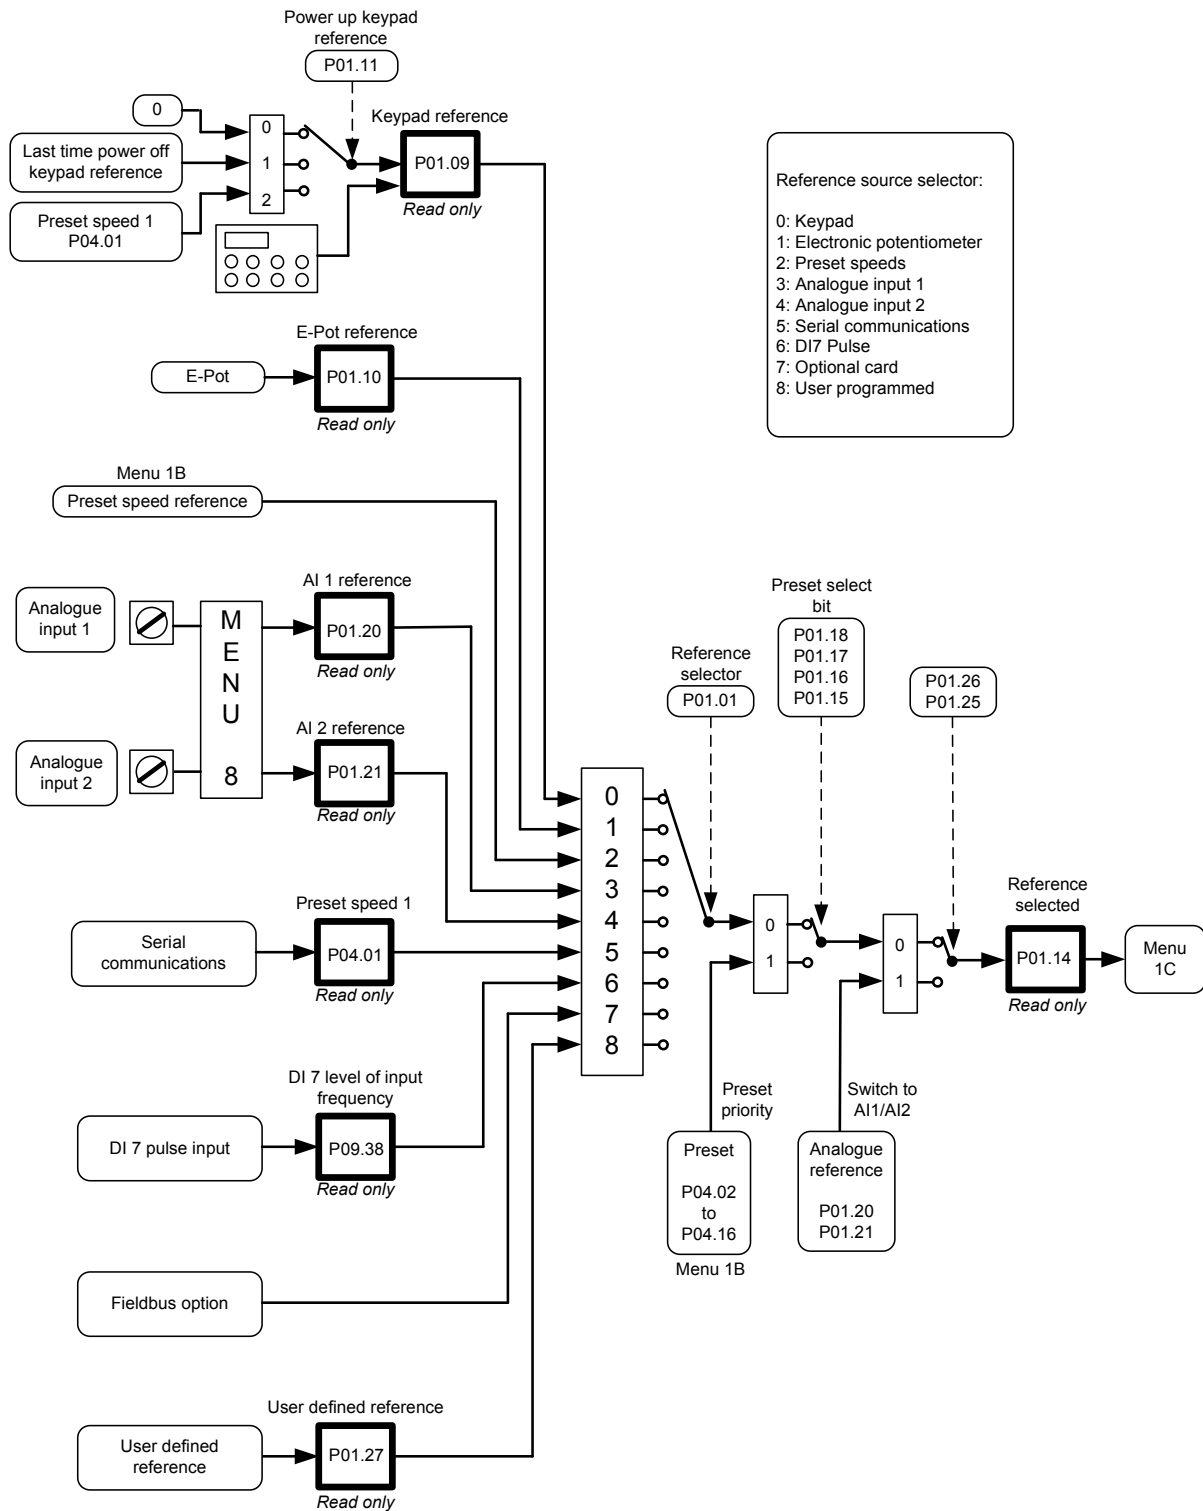 Power up keypad
reference
P01.11
0
Last time power off
keypad reference
Preset speed 1
P04.01
0
1
2
Keypad reference
P01.09
Read only
Reference source selector:
0: Keypad
1: Electronic potentiometer
2: Preset speeds
3: Analogue input 1
4: Analogue input 2
5: Serial communications
6: DI7 Pulse
7: Optional card
8: User programmed
E-Pot reference
E-Pot
P01.10
Read only
Menu 1B
Preset speed reference
Analogue
input 1
Analogue
input 2
M
E
N
U
8
AI 1 reference
P01.20
Read only
AI 2 reference
P01.21
Read only
Preset speed 1
Serial
communications
P04.01
Read only
DI 7 level of input
frequency
DI 7 pulse input
P09.38
Read only
Fieldbus option
User defined reference
User defined
reference
P01.27
Read only
0
1
2
3
4
5
6
7
8
Reference
selector
P01.01
Preset select
bit
P01.18
P01.17
P01.16
P01.15
P01.26
P01.25
0
1
0
1
Reference
selected
P01.14
Read only
Menu
1C
Preset
priority
Preset
P04.02
to
P04.16
Menu 1B
Switch to
AI1/AI2
Analogue
reference
P01.20
P01.21